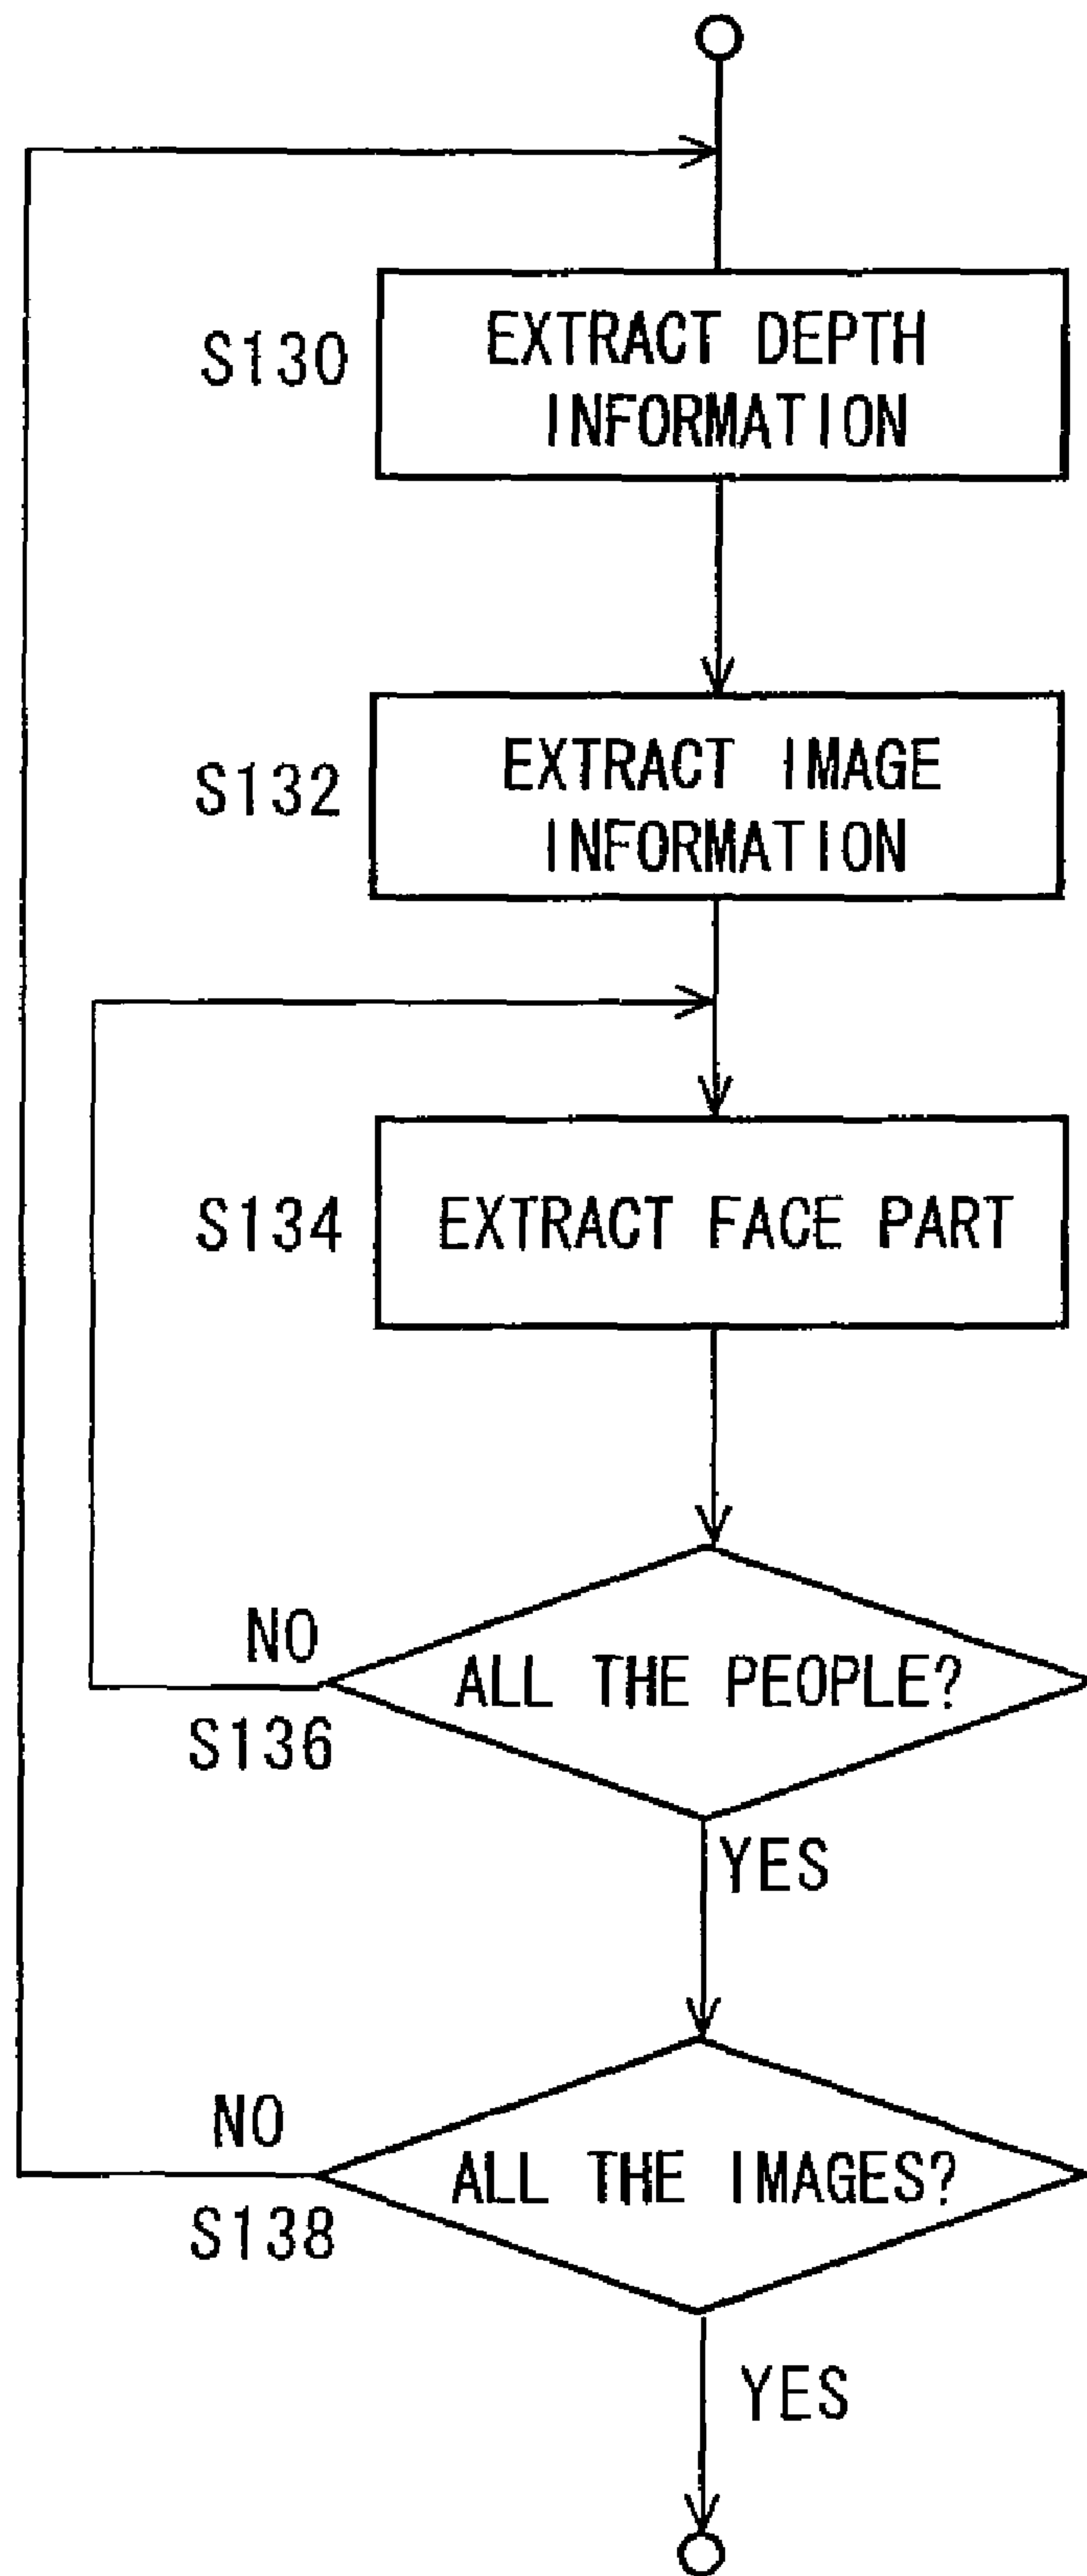 S130
EXTRACT DEPTH
INFORMATION
S132
EXTRACT IMAGE
INFORMATION
S134
EXTRACT FACE PART
NO
ALL THE PEOPLE?
S136
YES
NO
ALL THE IMAGES?
S138
YES